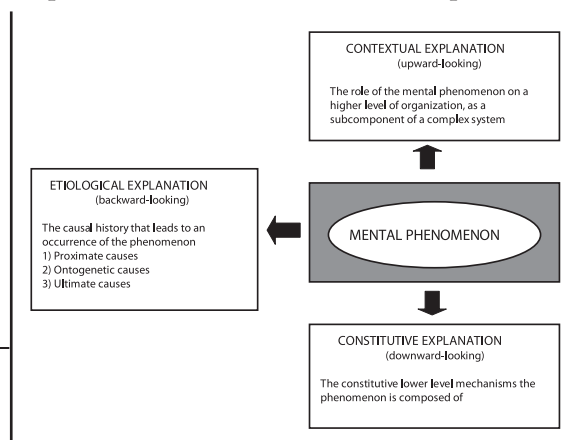 CONTEXTUAL EXPLANATION
(upward-looking)
The role of the mental phenomenon on a
higher level of organization, as a
subcomponent of a complex system
ETIOLOGICAL EXPLANATION
(backward-looking)
The causal history that leads to an
occurrence of the phenomenon
1) Proximate causes
2) Ontogenetic causes
3) Ultimate causes
MENTAL PHENOMENON
CONSTITUTIVE EXPLANATION
(downward-looking)
The constitutive lower level mechanisms the
phenomenon is composed of